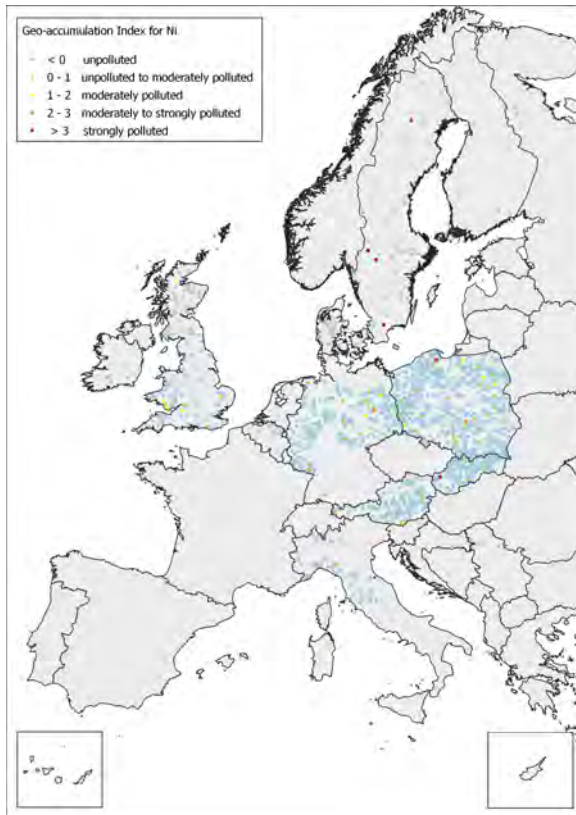 Geo-accumulation Index for Ni
< 0 unpolluted
0 - 1 unpolluted to moderately polluted
1 - 2 moderately polluted
2 - 3 moderately to strongly polluted
> 3 strongly polluted